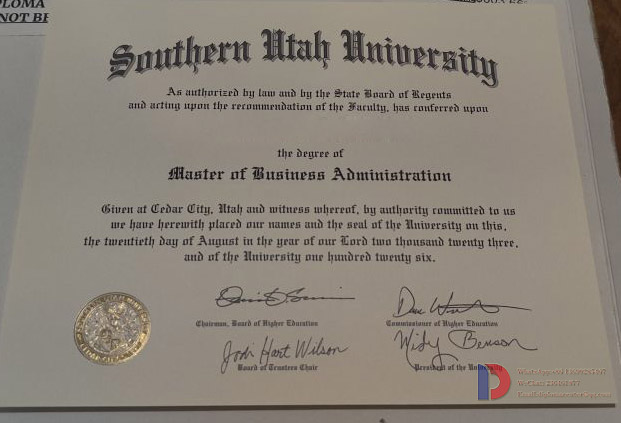 PLOMA
NOT BE
Southern Utah University
As authorized by law and by the State Board of Regents
and acting upon the recommendation of the Faculty, has conferred upon
the degree of
Master of Business Administration
Given at Cedar City, Utah and witness whereof, by authority committed to us
we have herewith placed our names and the seal of the University on this,
the twentieth day of August in the year of our Lord two thousand twenty three,
and of the University one hundred twenty six.
Chairman, Board of Higher Education
Commissioner of Higher Education
Jodi Hart Wilson
Mindy Benson
Board of Trustees Chair
President of the University